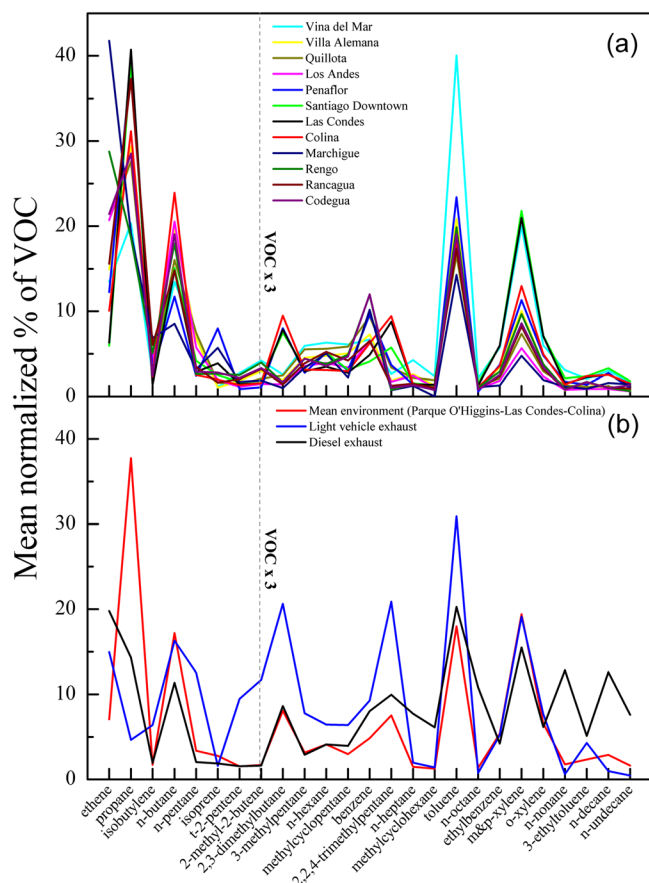 (a)
Mean normalized % of VOC
40
30
20
10
0
VOC x 3
Vina del Mar
Villa Alemana
Quillota
Los Andes
Penaflor
Santiago Downtown
Las Condes
Colina
Marchigue
Rengo
Rancagua
Codegua
(b)
Mean environment (Parque O'Higgins-Las Condes-Colina)
Light vehicle exhaust
Diesel exhaust
40
30
20
10
0
VOC x 3
ethene
propane
isobutylene
n-butane
n-pentane
isoprene
t-2-pentene
2-methyl-2-butene
2,3-dimethylbutane
3-methylpentane
n-hexane
methylcyclopentane
benzene
2,2,4-trimethylpentane
n-heptane
methylcyclohexane
toluene
n-octane
ethylbenzene
m&p-xylene
o-xylene
n-nonane
3-ethyltoluene
n-decane
n-undecane